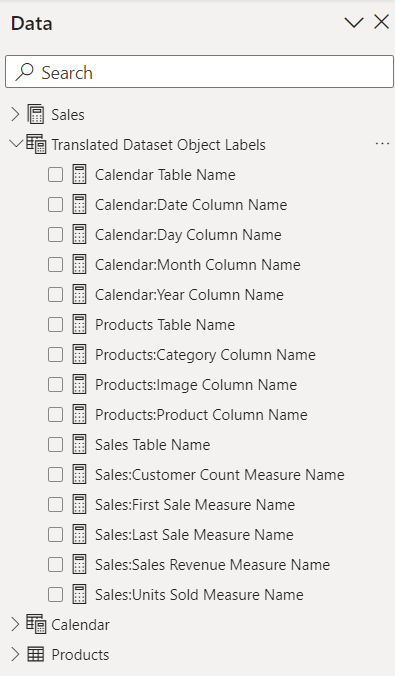 Data
Search
Sales
Translated Dataset Object Labels
Calendar Table Name
Calendar:Date Column Name
Calendar:Day Column Name
Calendar:Month Column Name
Calendar:Year Column Name
Products Table Name
Products:Category Column Name
Products:Image Column Name
Products:Product Column Name
Sales Table Name
Sales:Customer Count Measure Name
Sales:First Sale Measure Name
Sales:Last Sale Measure Name
Sales:Sales Revenue Measure Name
Sales:Units Sold Measure Name
Calendar
Products